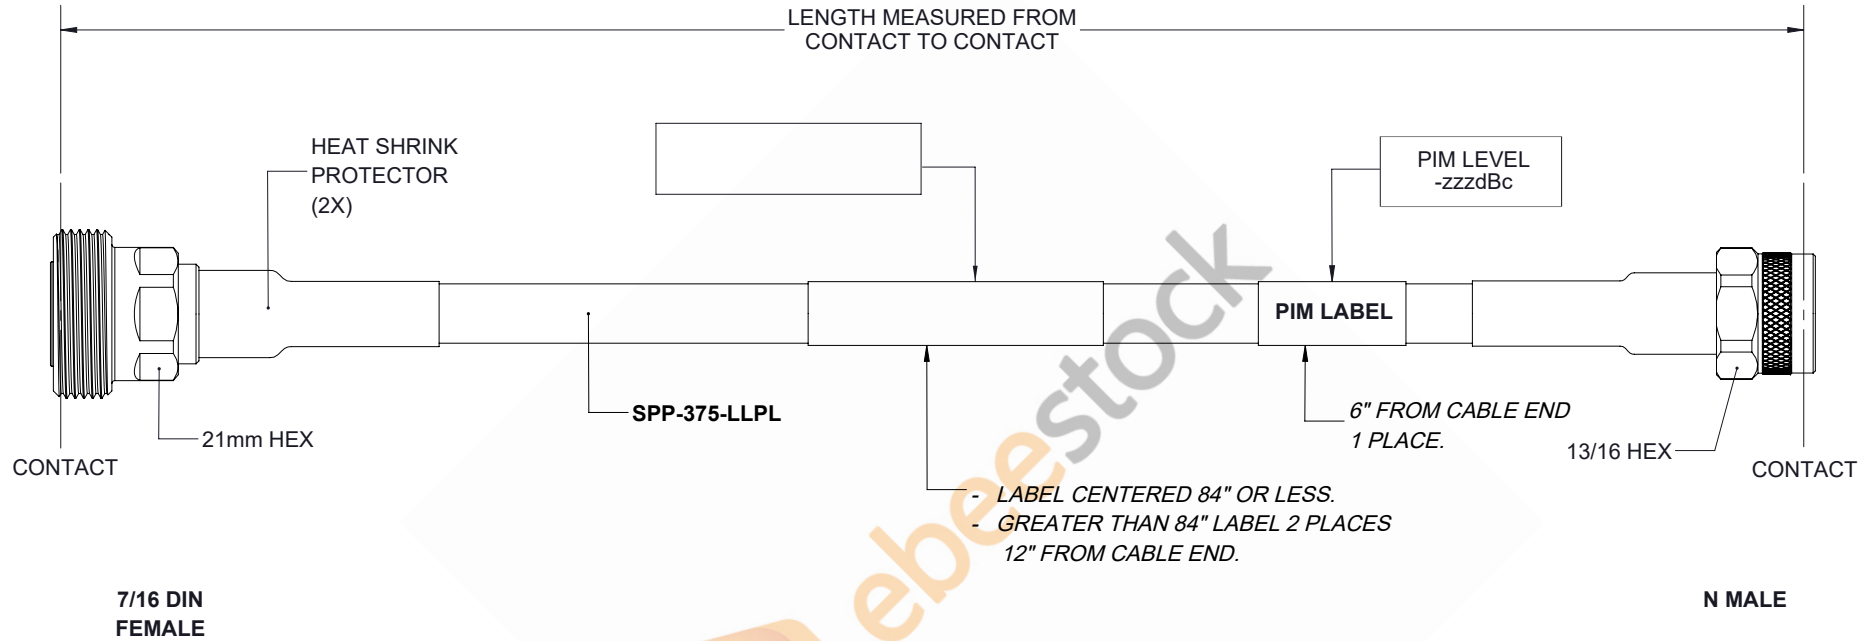 LENGTH MEASURED FROM
CONTACT TO CONTACT
HEAT SHRINK
PROTECTOR
(2X)
PIM LEVEL
-zzzdBc
PIM LABEL
SPP-375-LLPL
21mm HEX
6" FROM CABLE END
1 PLACE.
13/16 HEX
CONTACT
CONTACT
- LABEL CENTERED 84" OR LESS.
- GREATER THAN 84" LABEL 2 PLACES
12" FROM CABLE END.
7/16 DIN
FEMALE
N MALE
ebeestock